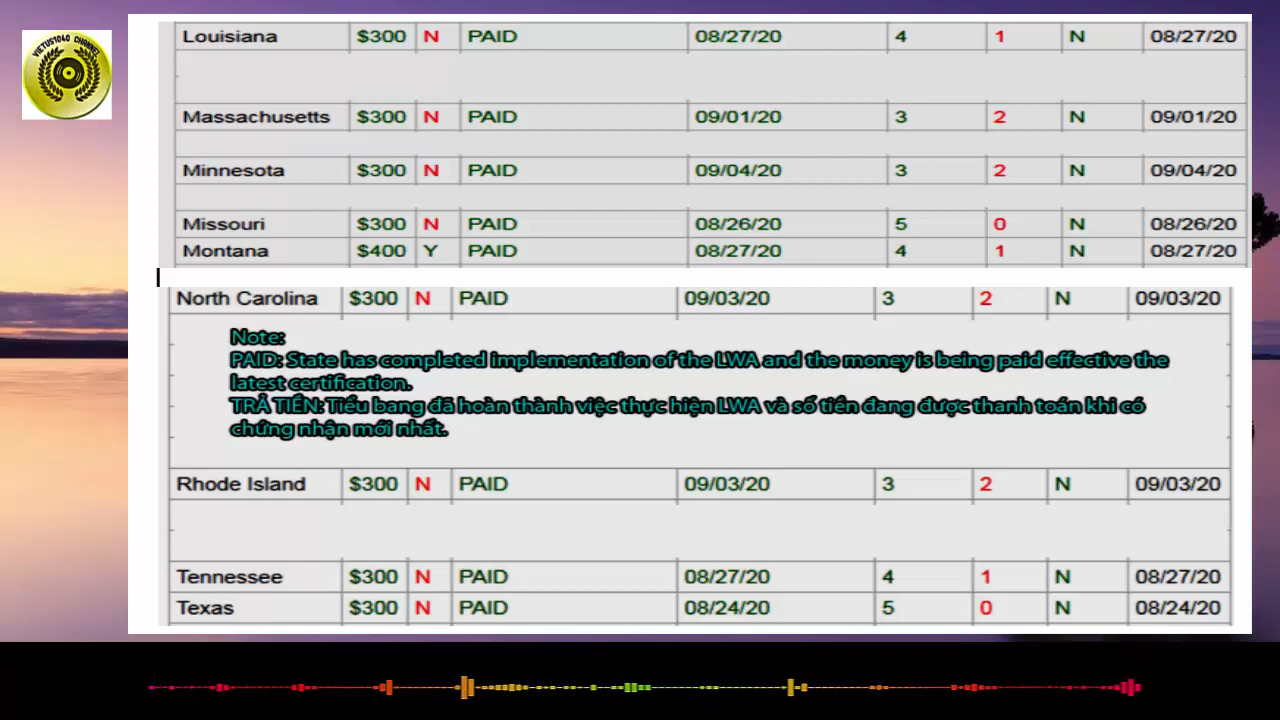 VIETUS1040 CHANNEL
Louisiana $300 N PAID 08/27/20 4 1 N 08/27/20
Massachusetts $300 N PAID 09/01/20 3 2 N 09/01/20
Minnesota $300 N PAID 09/04/20 3 2 N 09/04/20
Missouri $300 N PAID 08/26/20 5 0 N 08/26/20
Montana $400 Y PAID 08/27/20 4 1 N 08/27/20
North Carolina $300 N PAID 09/03/20 3 2 N 09/03/20
Note:
PAID: State has completed implementation of the LWA and the money is being paid effective the
latest certification.
TRẢ TIỀN: Tiểu bang đã hoàn thành việc thực hiện LWA và số tiền đang được thanh toán khi có
chứng nhận mới nhất.
Rhode Island $300 N PAID 09/03/20 3 2 N 09/03/20
Tennessee $300 N PAID 08/27/20 4 1 N 08/27/20
Texas $300 N PAID 08/24/20 5 0 N 08/24/20